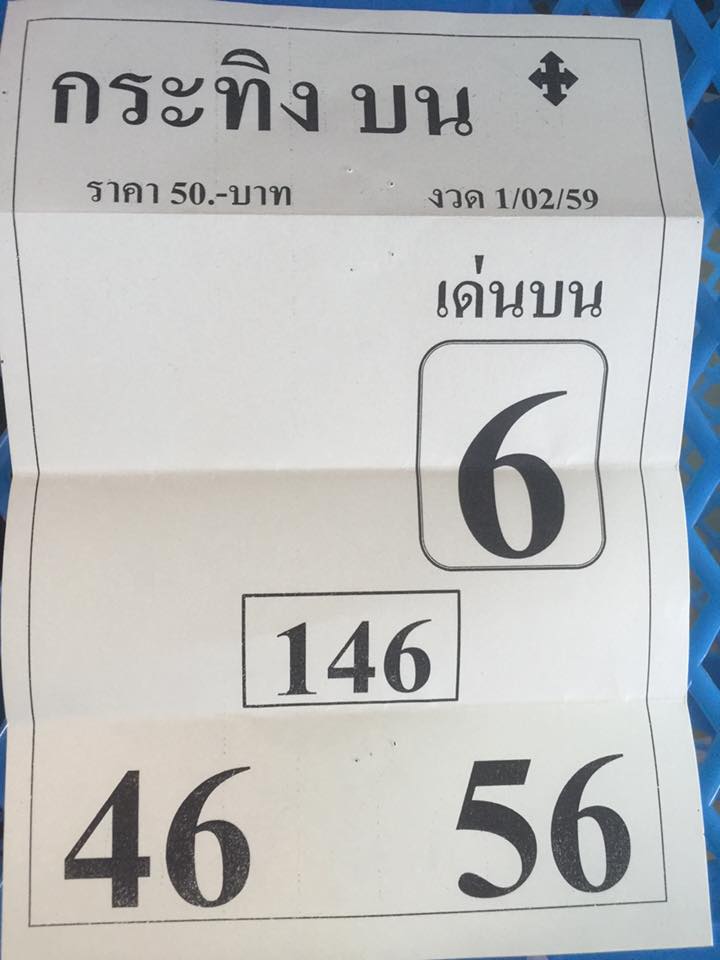 กระทิง บน
ราคา 50.-บาท งวด 1/02/59
เด่นบน
6
146
46 56